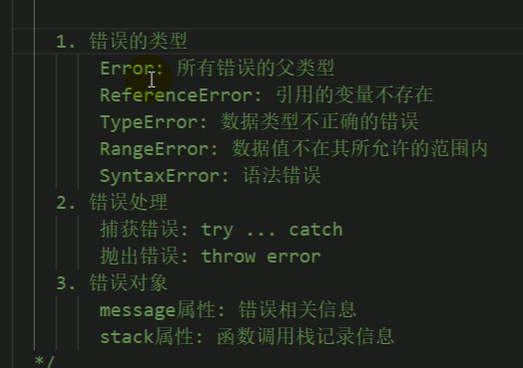 1. 错误的类型
Error: 所有错误的父类型
ReferenceError: 引用的变量不存在
TypeError: 数据类型不正确的错误
RangeError: 数据值不在其所允许的范围内
SyntaxError: 语法错误
2. 错误处理
捕获错误: try ... catch
抛出错误: throw error
3. 错误对象
message属性: 错误相关信息
stack属性: 函数调用栈记录信息
*/